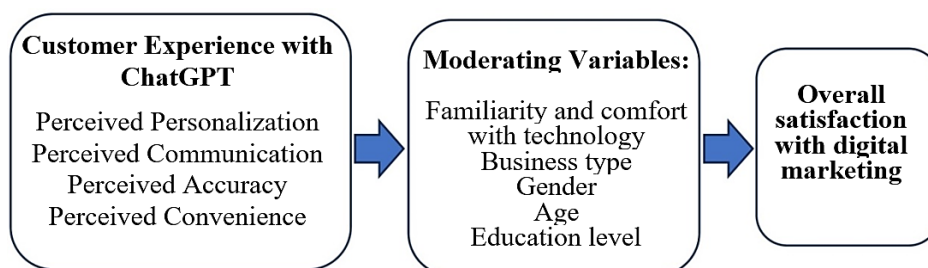 Customer Experience with
ChatGPT
Perceived Personalization
Perceived Communication
Perceived Accuracy
Perceived Convenience
Moderating Variables:
Familiarity and comfort
with technology
Business type
Gender
Age
Education level
Overall
satisfaction
with digital
marketing